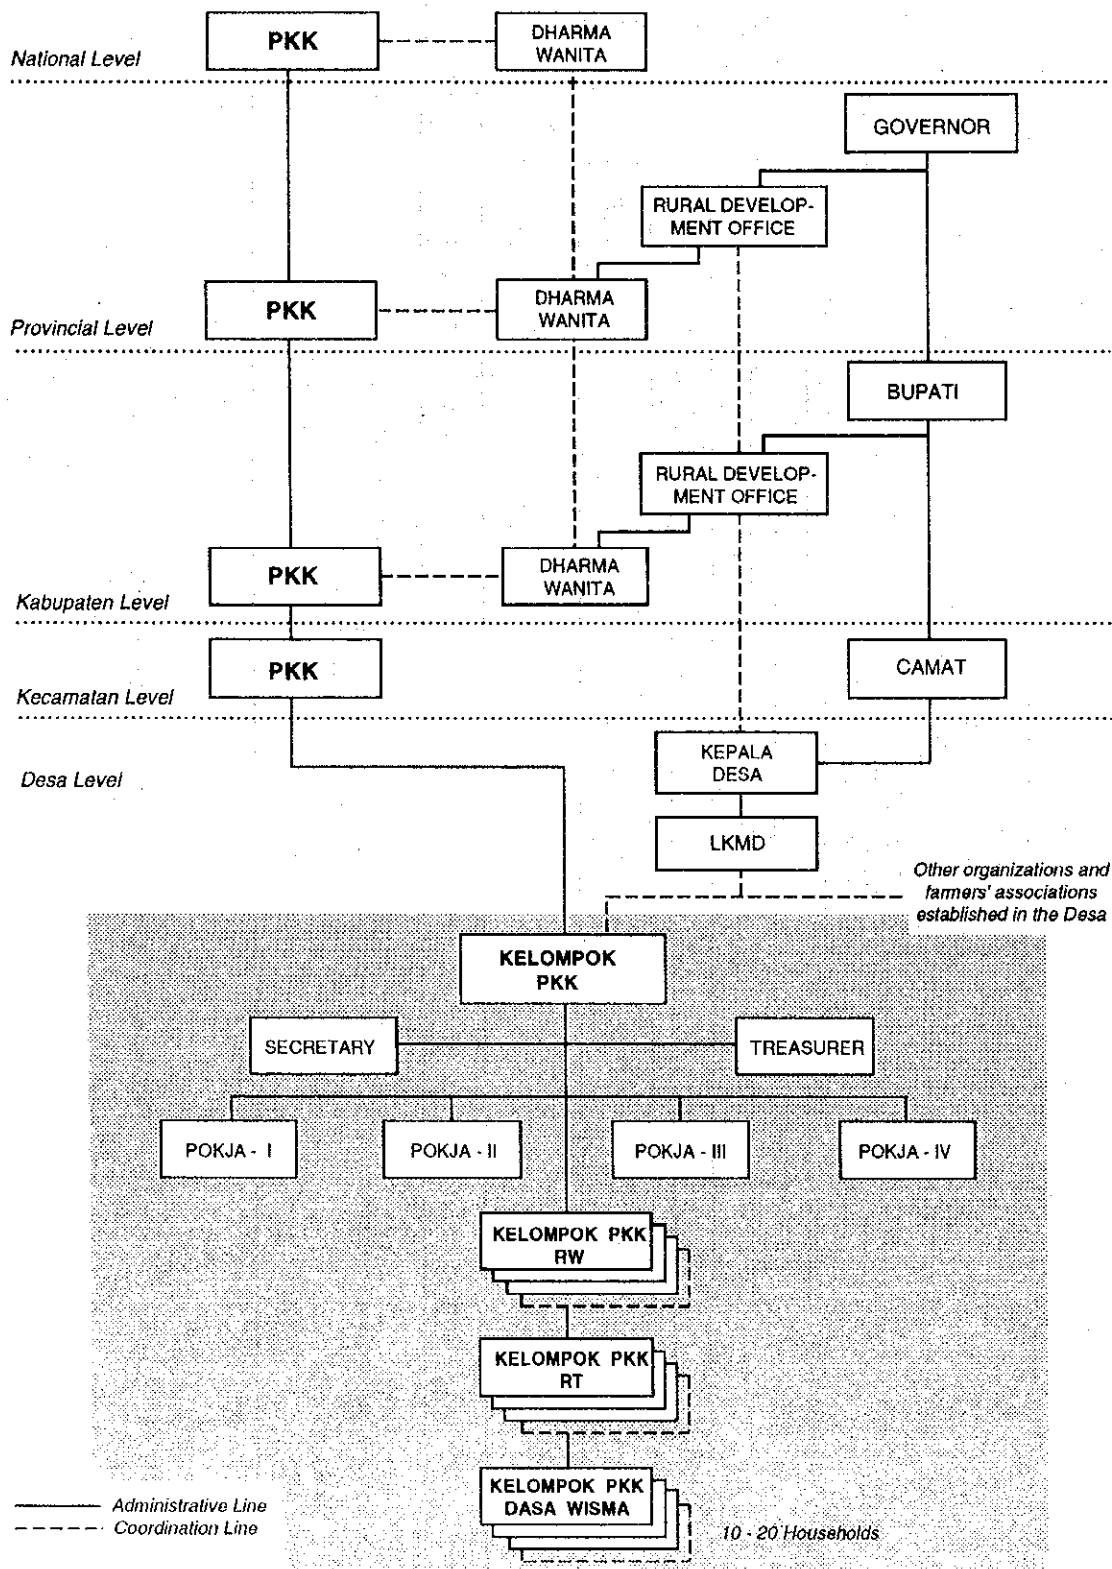 PKK
DHARMA
WANITA
National Level
GOVERNOR
RURAL DEVELOP-
MENT OFFICE
PKK
DHARMA
WANITA
Provincial Level
BUPATI
RURAL DEVELOP-
MENT OFFICE
PKK
DHARMA
WANITA
Kabupaten Level
PKK
CAMAT
Kecamatan Level
KEPALA
DESA
Desa Level
LKMD
Other organizations and
farmers' associations
established in the Desa
KELOMPOK
PKK
SECRETARY
TREASURER
POKJA - I
POKJA - II
POKJA - III
POKJA - IV
KELOMPOK PKK
RW
KELOMPOK PKK
RT
KELOMPOK PKK
DASA WISMA
Administrative Line
Coordination Line
10 - 20 Households